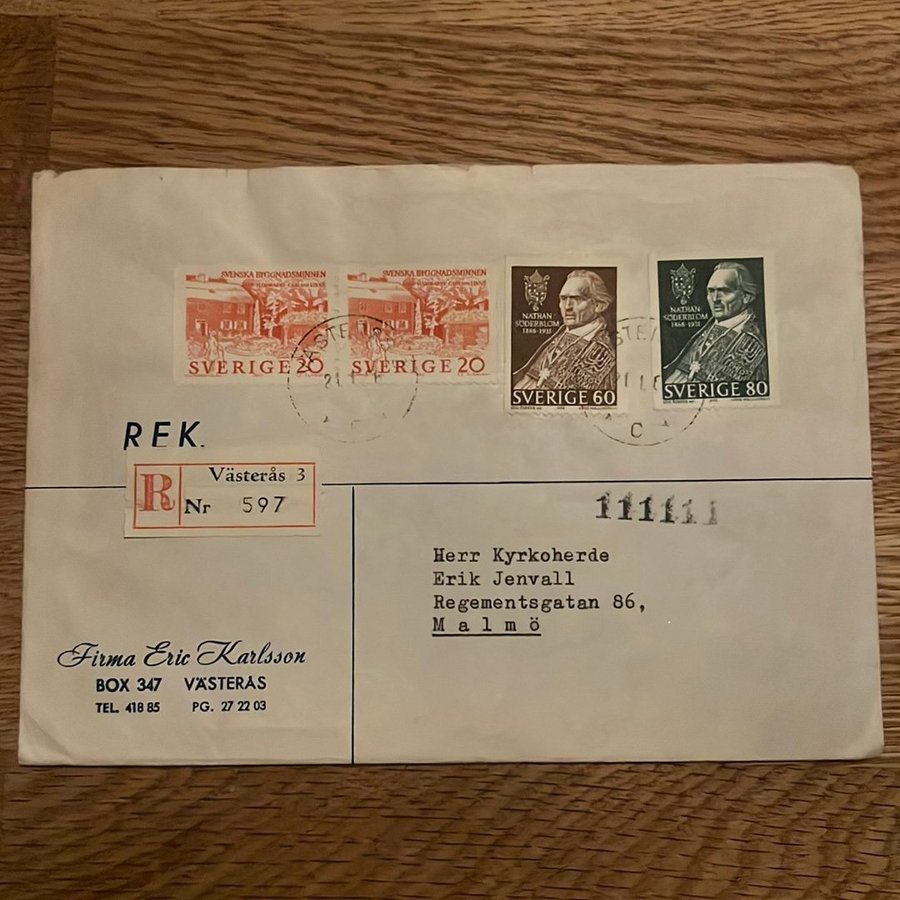 SVENSKA BYGGNADSMINNEN
SVERIGE 20
SVENSKA BYGGNADSMINNEN
SVERIGE 20
NATHAN
SÖDERBLOM
1866-1931
SVERIGE 60
NATHAN
SÖDERBLOM
1866-1931
SVERIGE 80
REK.
R
Västerås 3
Nr 597
111111
Herr Kyrkoherde
Erik Jenvall
Regementsgatan 86,
Malmö
Firma Eric Karlsson
BOX 347 VÄSTERÅS
TEL. 418 85 PG. 27 22 03